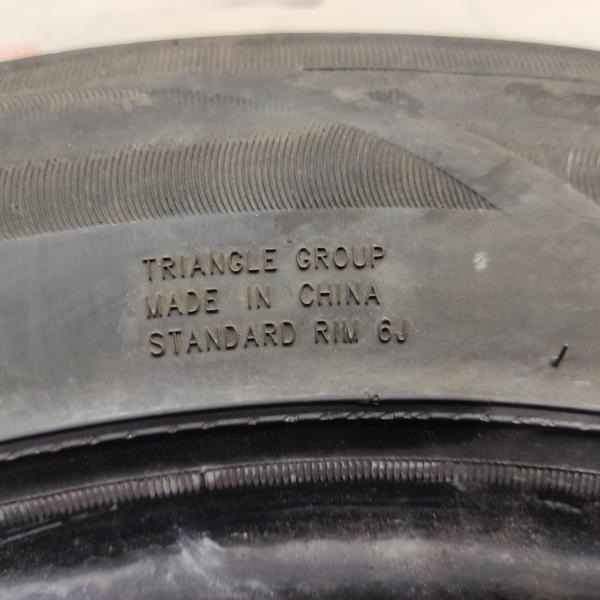 TRIANGLE GROUP
MADE IN CHINA
STANDARD RIM 6J